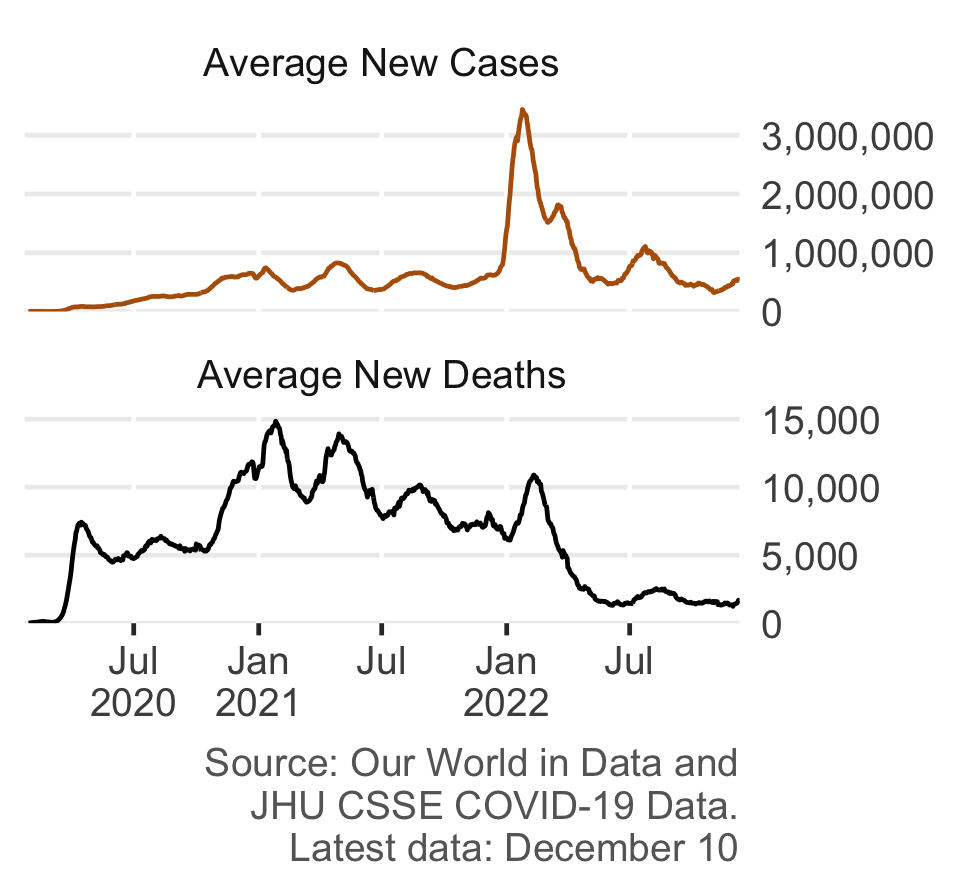 Average New Cases
3,000,000
2,000,000
1,000,000
0
Average New Deaths
15,000
10,000
5,000
0
Jul Jan Jul Jan Jul
2020 2021 2022
Source: Our World in Data and
JHU CSSE COVID-19 Data.
Latest data: December 10